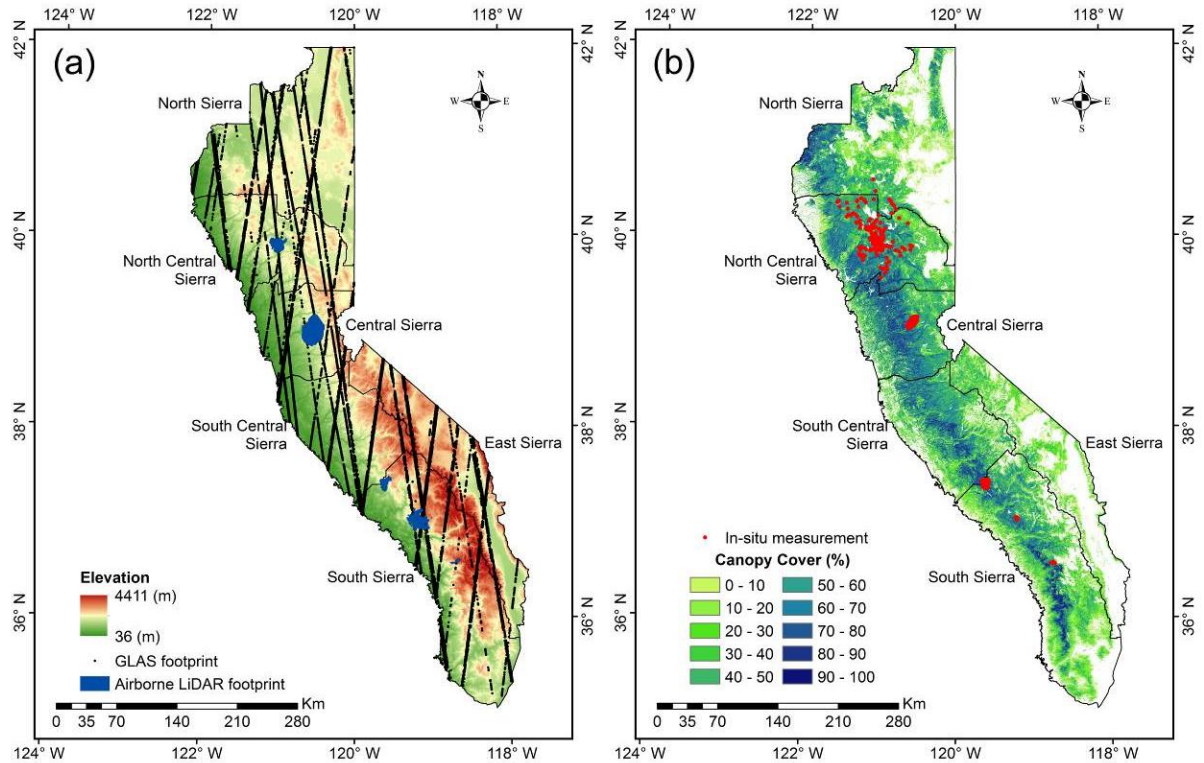 124° W 122° W 120° W 118° W
42° N
40° N
38° N
36° N
(a)
N
W E
S
North Sierra
North Central
Sierra
Central Sierra
South Central
Sierra
East Sierra
South Sierra
Elevation
4411 (m)
36 (m)
GLAS footprint
Airborne LiDAR footprint
Km
0 35 70 140 210 280
42° N
40° N
38° N
36° N
124° W 122° W 120° W 118° W
124° W 122° W 120° W 118° W
42° N
40° N
38° N
36° N
(b)
N
W E
S
North Sierra
North Central
Sierra
Central Sierra
South Central
Sierra
East Sierra
South Sierra
In-situ measurement
Canopy Cover (%)
0 - 10 50 - 60
10 - 20 60 - 70
20 - 30 70 - 80
30 - 40 80 - 90
40 - 50 90 - 100
Km
0 35 70 140 210 280
42° N
40° N
38° N
36° N
124° W 122° W 120° W 118° W